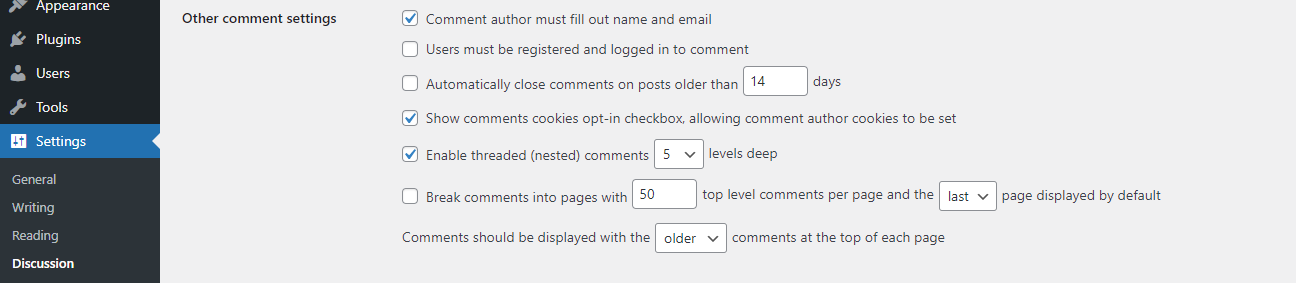 Appearance
Plugins
Users
Tools
Settings
General
Writing
Reading
Discussion
Other comment settings
Comment author must fill out name and email
Users must be registered and logged in to comment
Automatically close comments on posts older than 14 days
Show comments cookies opt-in checkbox, allowing comment author cookies to be set
Enable threaded (nested) comments 5 levels deep
Break comments into pages with 50 top level comments per page and the last page displayed by default
Comments should be displayed with the older comments at the top of each page